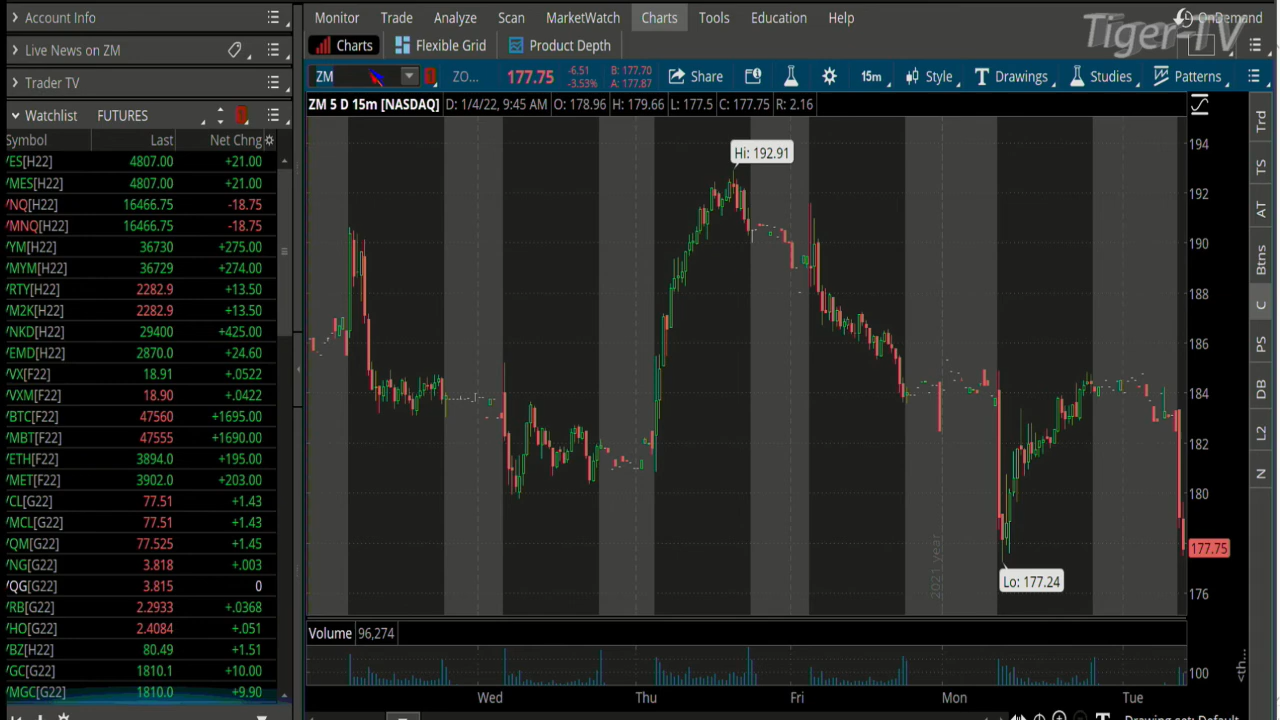 Account Info
Live News on ZM
Trader TV
Watchlist FUTURES
Symbol Last Net Chng
/ES[H22] 4807.00 +21.00
/MES[H22] 4807.00 +21.00
/NQ[H22] 16466.75 -18.75
/MNQ[H22] 16466.75 -18.75
/YM[H22] 36730 +275.00
/MYM[H22] 36729 +274.00
/RTY[H22] 2282.9 +13.50
/M2K[H22] 2282.9 +13.50
/NKD[H22] 29400 +425.00
/EMD[H22] 2870.0 +24.60
/VX[F22] 18.91 +.0522
/VXM[F22] 18.90 +.0422
/BTC[F22] 47560 +1695.00
/MBT[F22] 47555 +1690.00
/ETH[F22] 3894.0 +195.00
/MET[F22] 3902.0 +203.00
/CL[G22] 77.51 +1.43
/MCL[G22] 77.51 +1.43
/QM[G22] 77.525 +1.45
/NG[G22] 3.818 +.003
/QG[G22] 3.815 0
/RB[G22] 2.2933 +.0368
/HO[G22] 2.4084 +.051
/BZ[H22] 80.49 +1.51
/GC[G22] 1810.1 +10.00
/MGC[G22] 1810.0 +9.90
Monitor Trade Analyze Scan MarketWatch Charts Tools Education Help
OnDemand
Tiger-TV
Charts Flexible Grid Product Depth
ZM 1 ZO... 177.75 -6.51 -3.53% B: 177.70 A: 177.87 Share 15m Style Drawings Studies Patterns
ZM 5 D 15m [NASDAQ] D: 1/4/22, 9:45 AM O: 178.96 H: 179.66 L: 177.5 C: 177.75 R: 2.16
Hi: 192.91
Lo: 177.24
2021 year
194
192
190
188
186
184
182
180
177.75
176
Volume 96,274
100
<th...
Wed Thu Fri Mon Tue
Drawing set: Default
Trd
TS
AT
Btns
C
PS
DB
L2
N